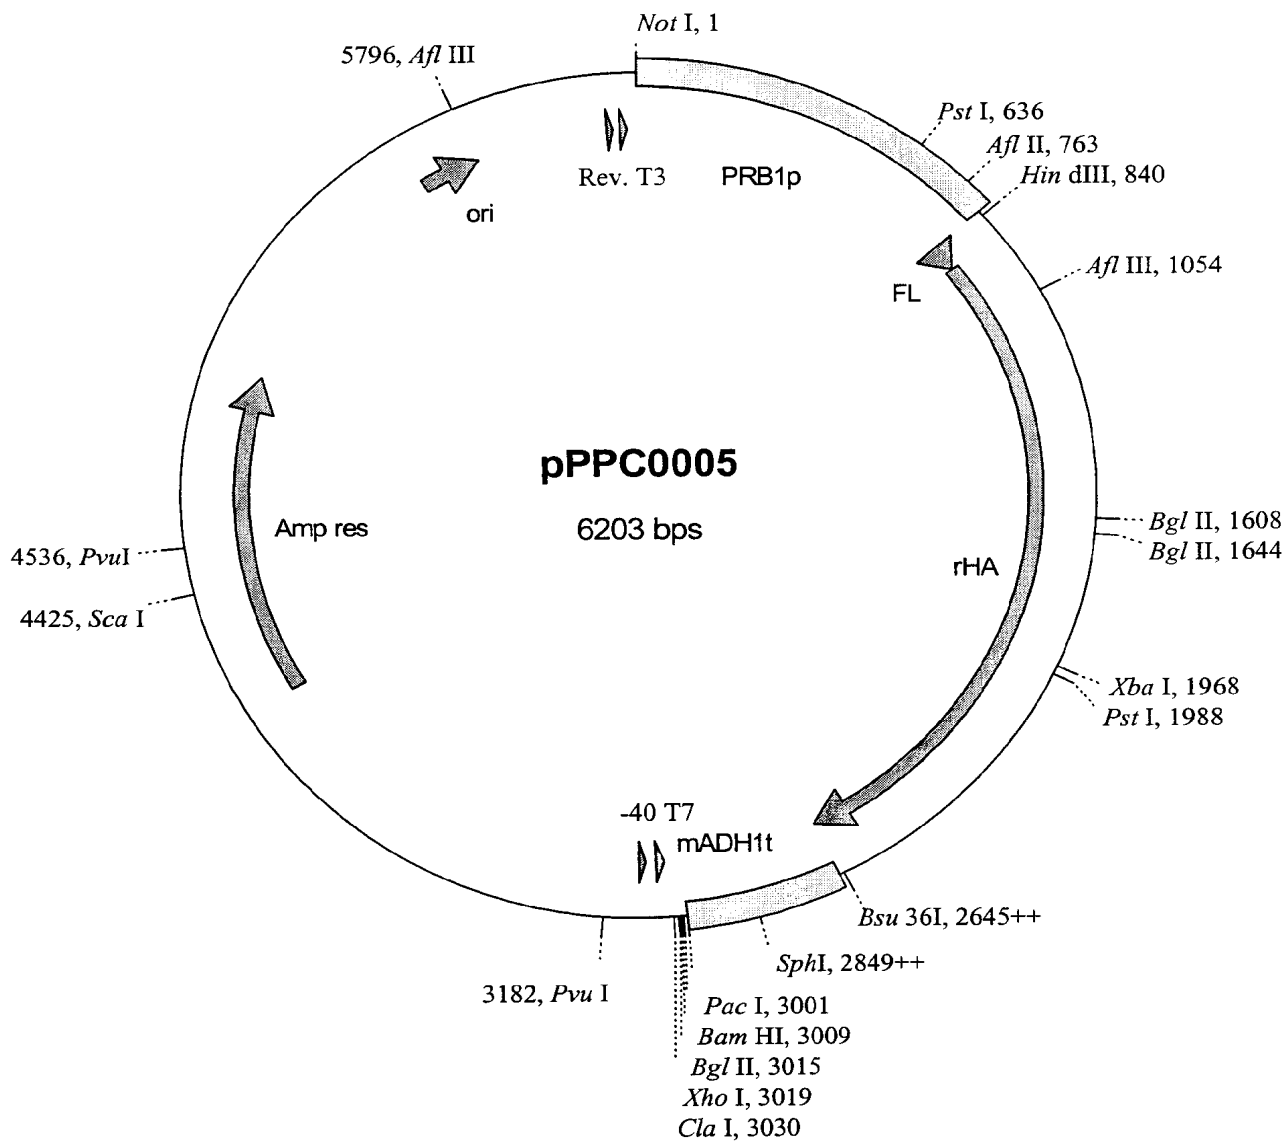 Not I, 1
5796, Afl III
Pst I, 636
Afl II, 763
Hin dIII, 840
Rev. T3
PRB1p
ori
Afl III, 1054
FL
pPPC0005
6203 bps
Amp res
Bgl II, 1608
Bgl II, 1644
4536, PvuI
rHA
4425, Sca I
Xba I, 1968
Pst I, 1988
-40 T7
mADH1t
Bsu 36I, 2645++
SphI, 2849++
3182, Pvu I
Pac I, 3001
Bam HI, 3009
Bgl II, 3015
Xho I, 3019
Cla I, 3030